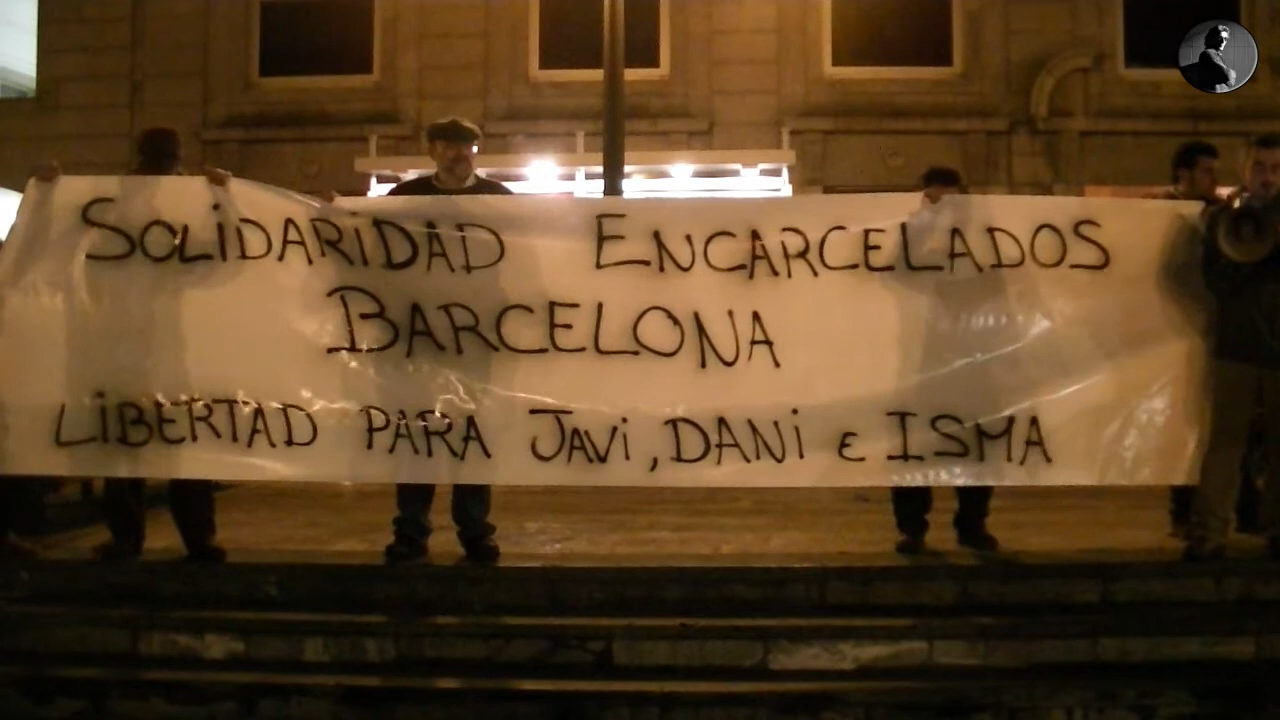 SOLiDARiDAD ENCARCELADOS
BARCELONA
LiBERTAD PARA JAVi, DANi e ISMA